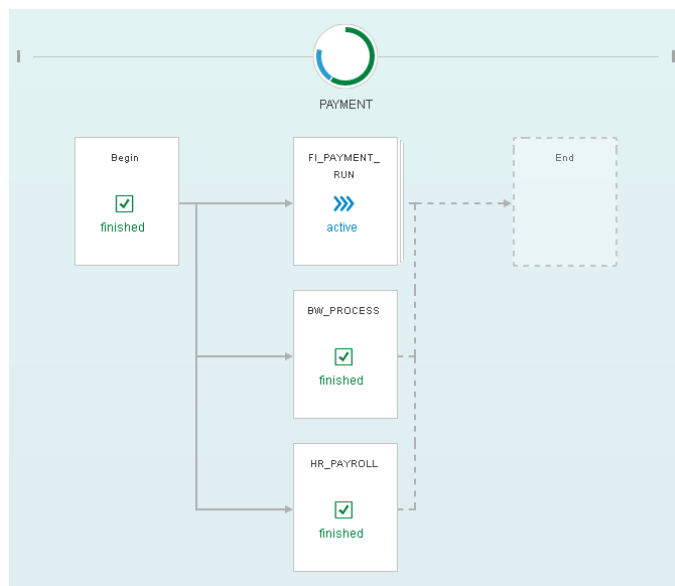 PAYMENT
Begin
finished
FI_PAYMENT_
RUN
active
End
BW_PROCESS
finished
HR_PAYROLL
finished